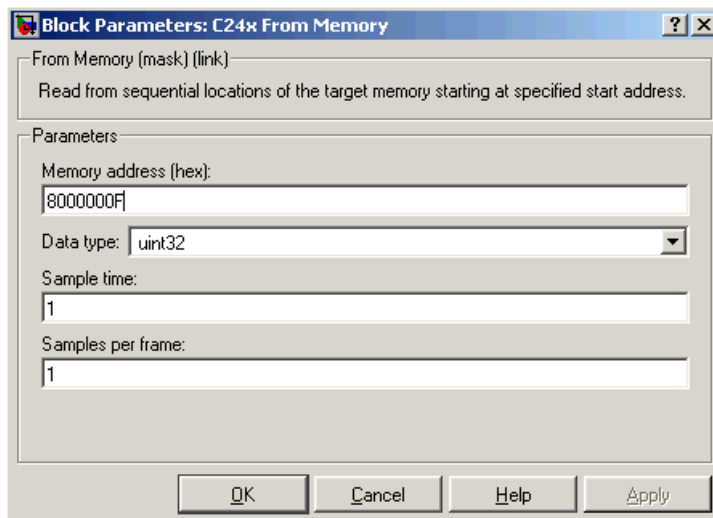 Block Parameters: C24x From Memory
From Memory (mask) (link)
Read from sequential locations of the target memory starting at specified start address.
Parameters
Memory address (hex):
8000000F
Data type: uint32
Sample time:
1
Samples per frame:
1
OK Cancel Help Apply